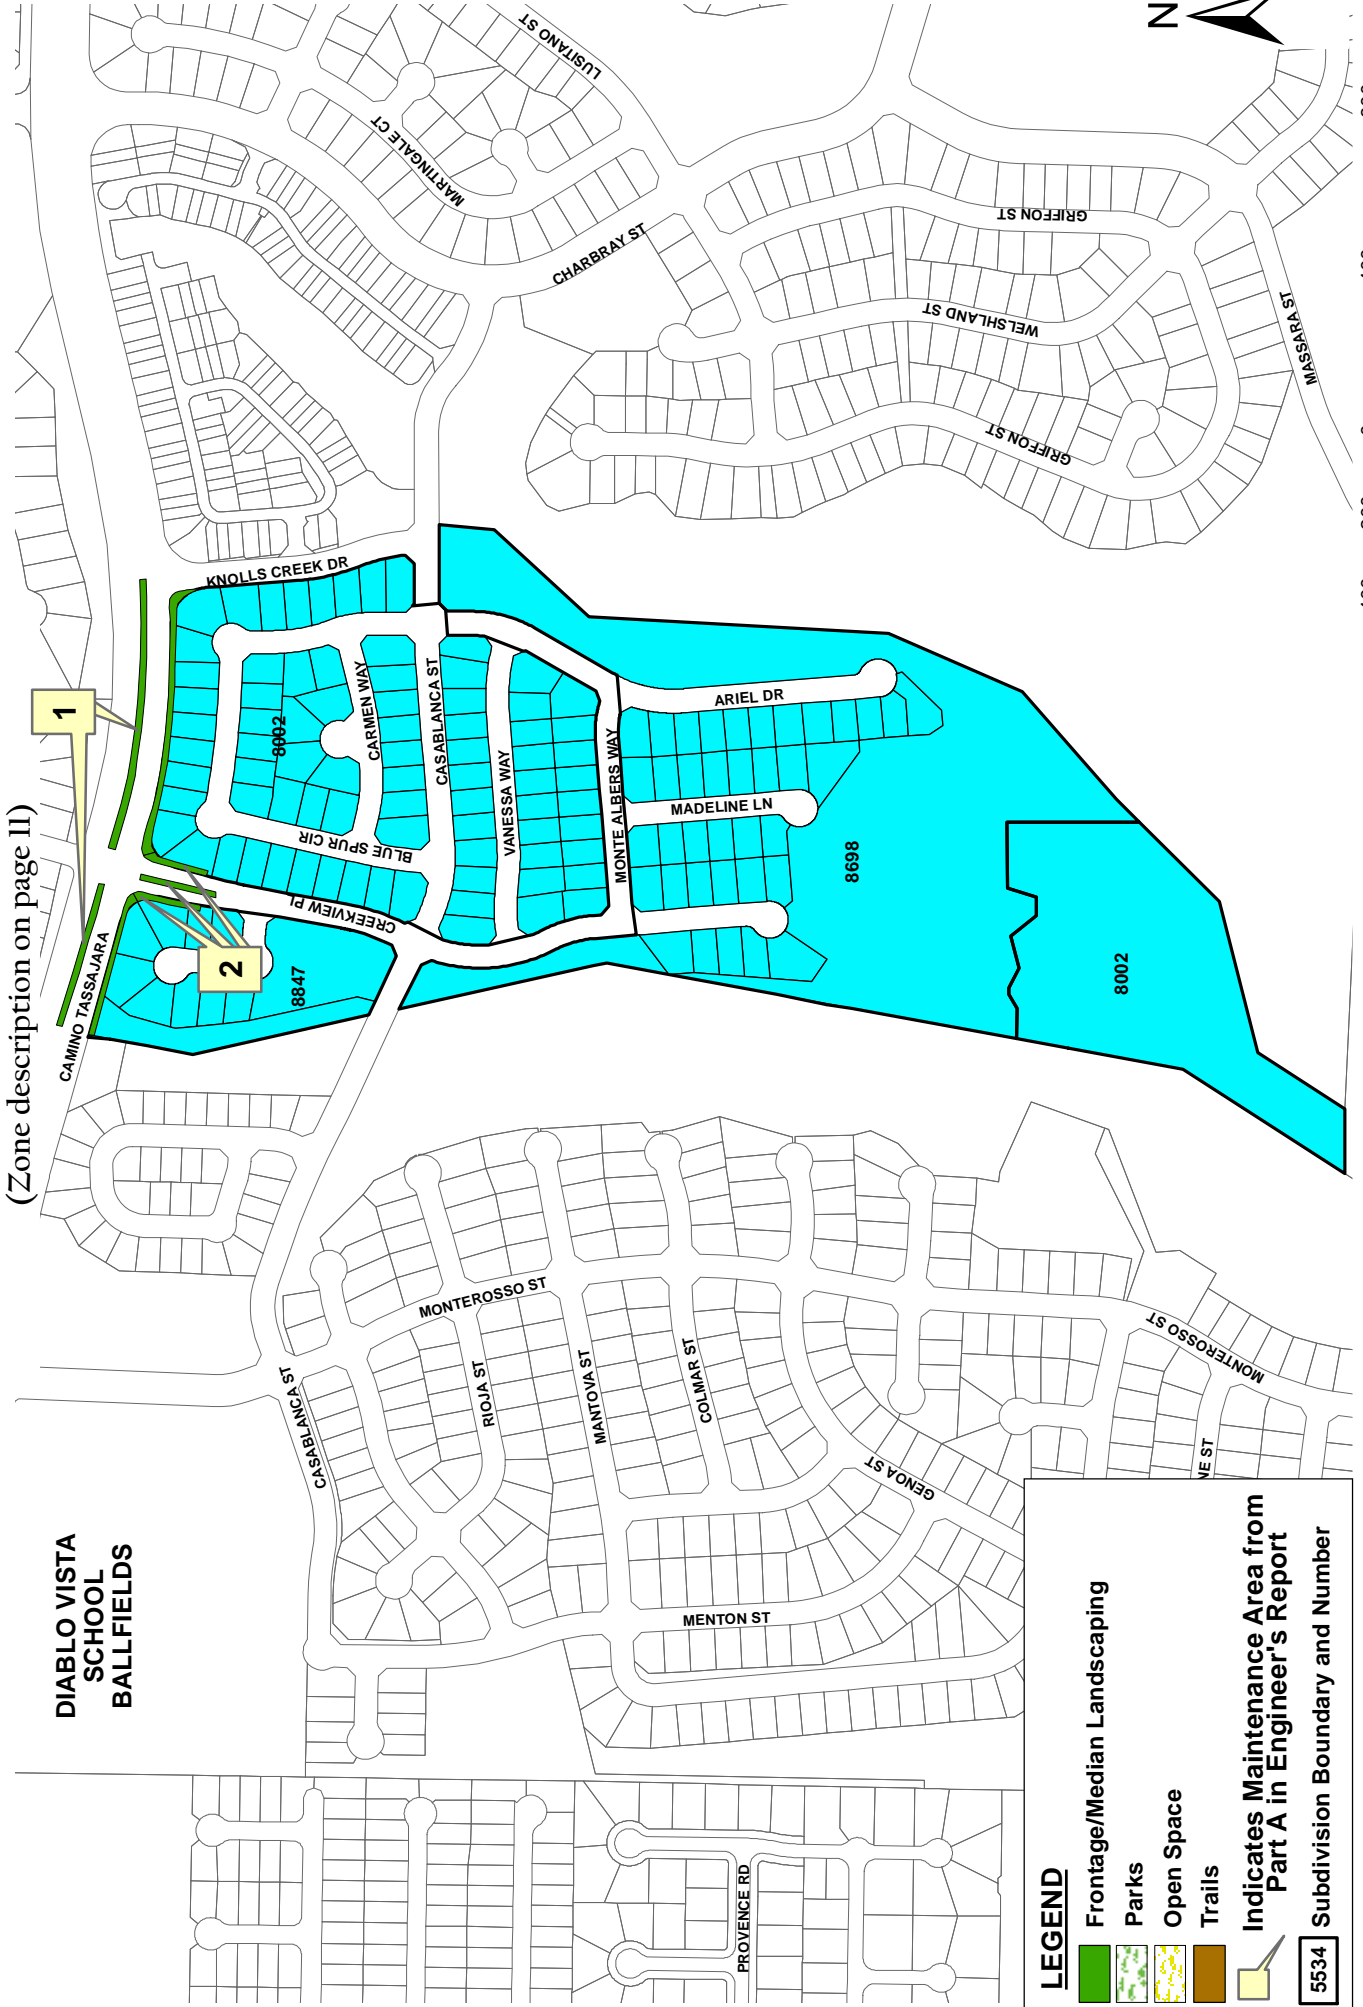 (Zone description on page 11)
1
2
CAMINO TASSAJARA
KNOLLS CREEK DR
8002
CARMEN WAY
CASABLANCA ST
BLUE SPUR CIR
VANESSA WAY
CREEKVIEW PL
8847
MONTE ALBERS WAY
ARIEL DR
MADELINE LN
8698
8002
LUSITANO ST
MARTINGALE CT
CHARBRAY ST
GRIFFON ST
WELSHLAND ST
GRIFFON ST
MASSARA ST
N
DIABLO VISTA
SCHOOL
BALLFIELDS
CASABLANCA ST
MONTEROSSO ST
RIOJA ST
MANTOVA ST
COLMAR ST
GENOA ST
MONTEROSSO ST
NE ST
MENTON ST
PROVENCE RD
LEGEND
Frontage/Median Landscaping
Parks
Open Space
Trails
Indicates Maintenance Area from
Part A in Engineer's Report
5534
Subdivision Boundary and Number